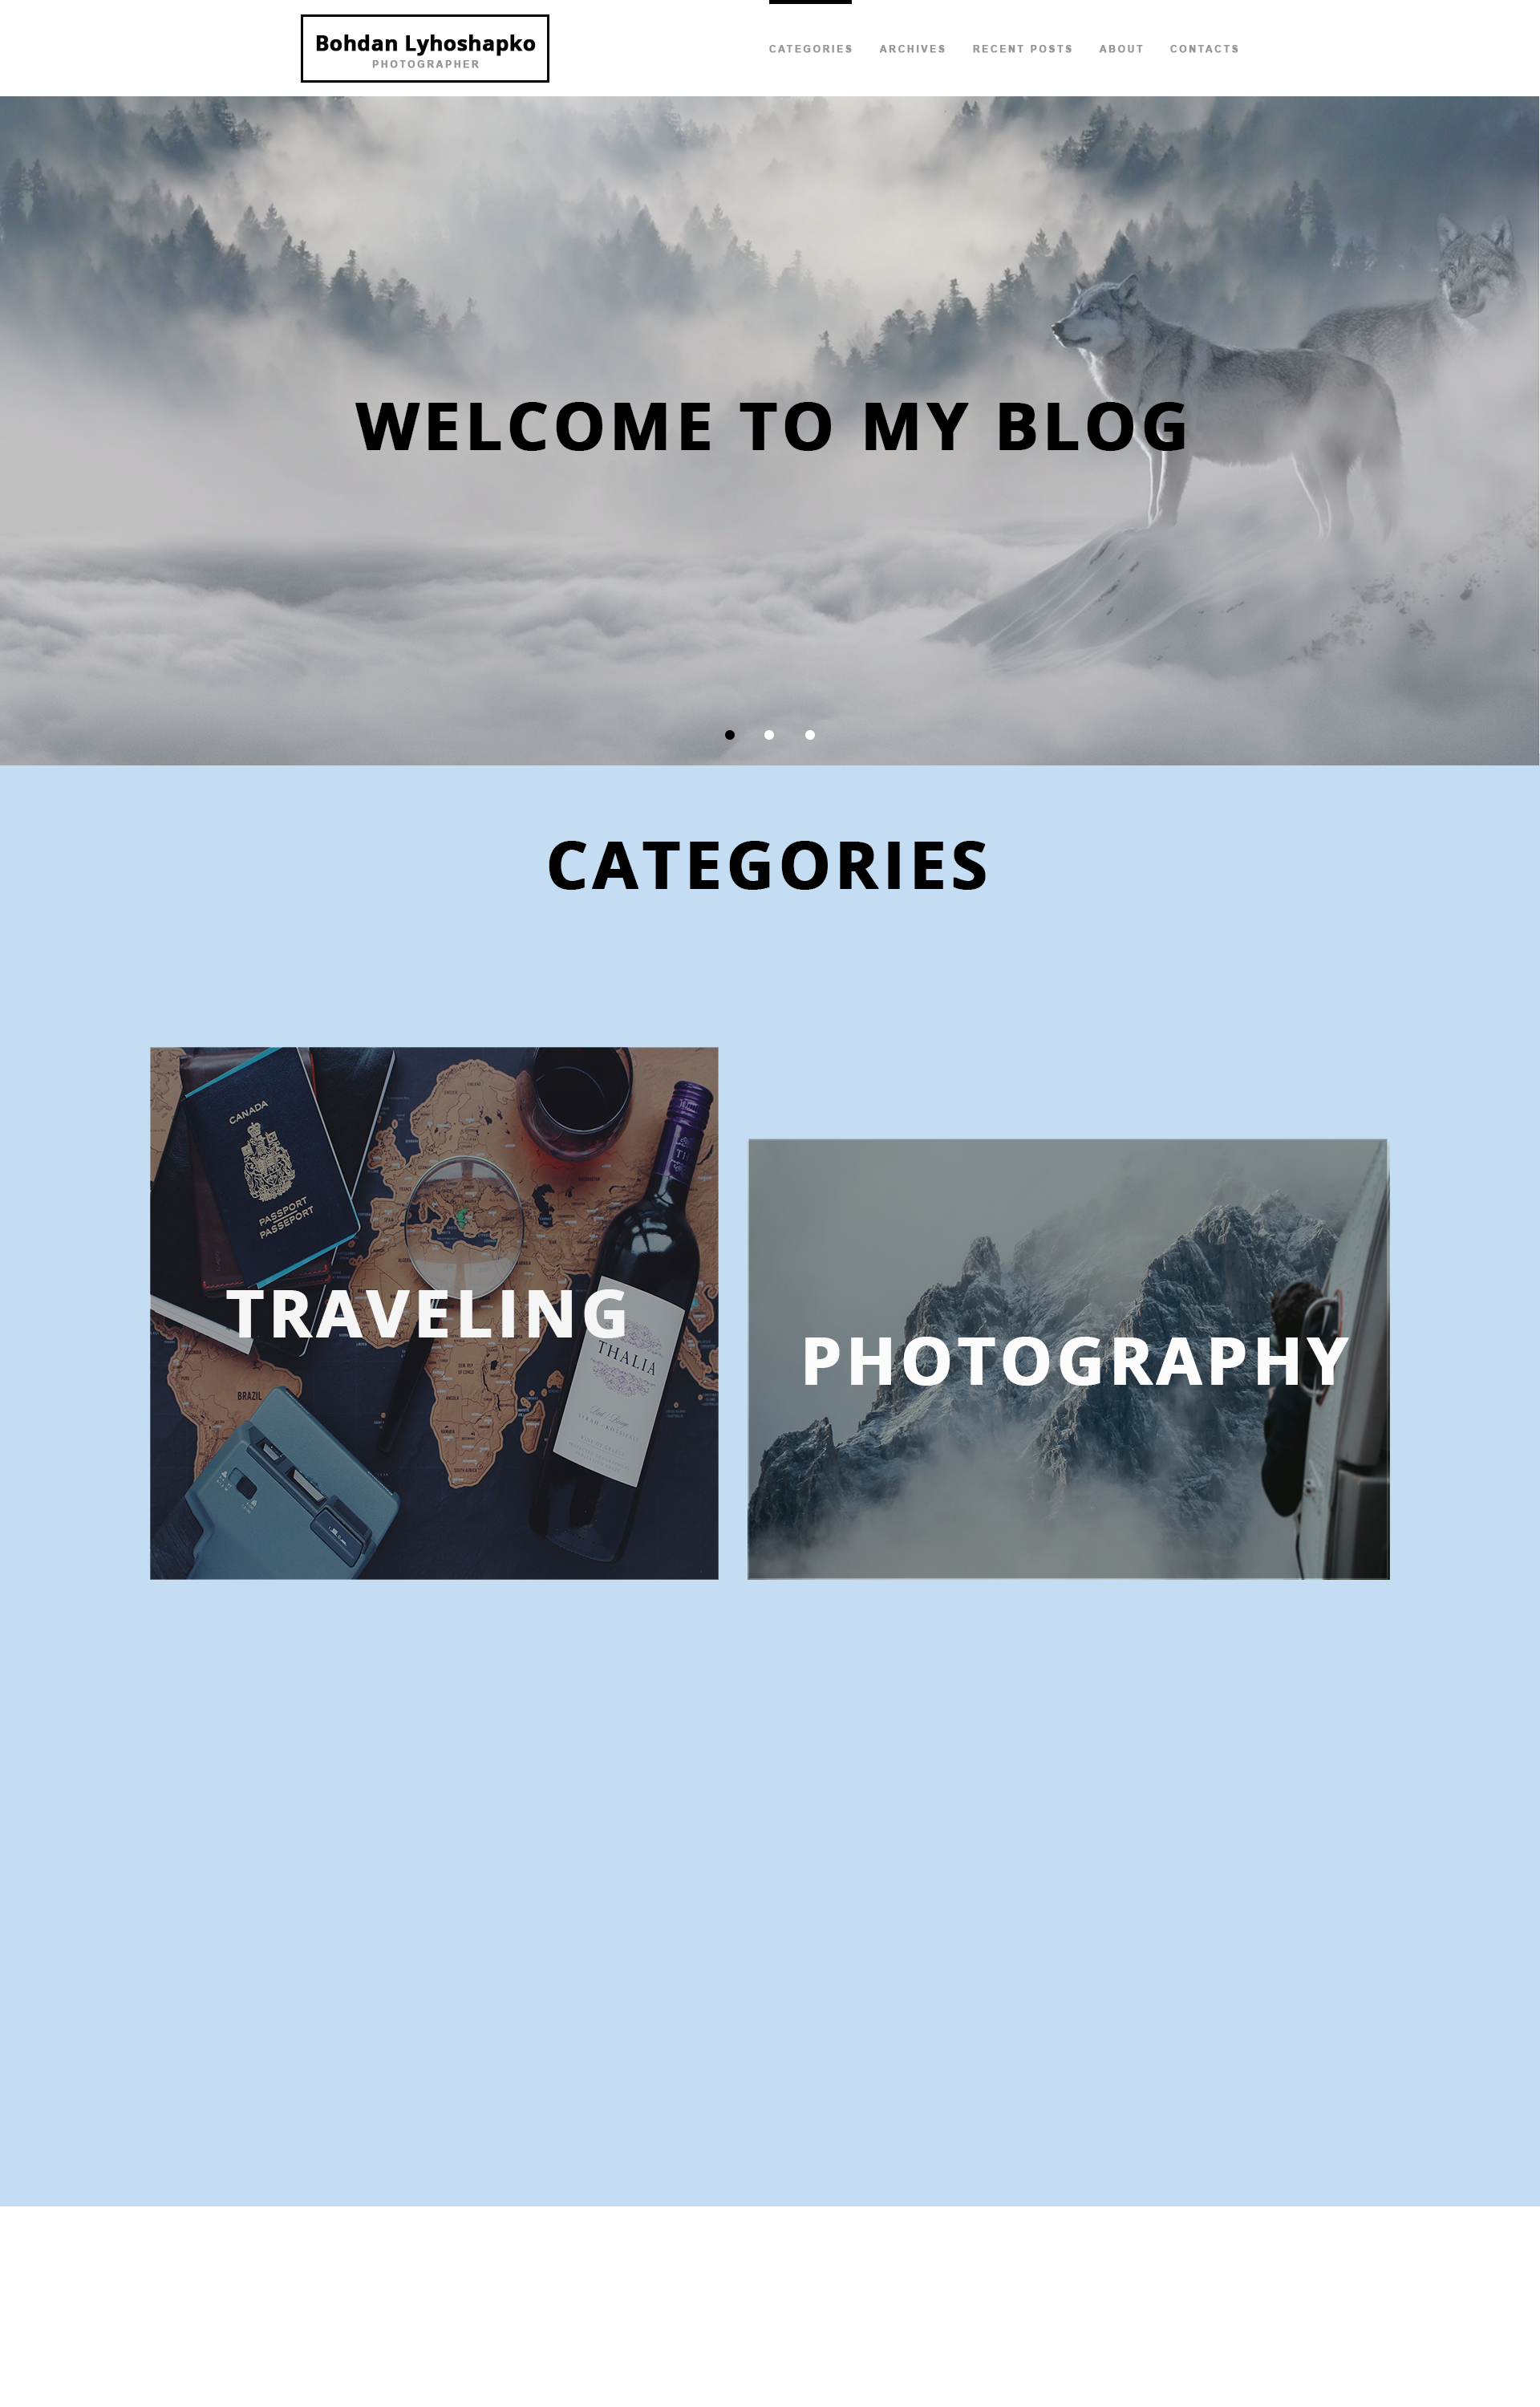 Bohdan Lyhoshapko
PHOTOGRAPHER
CATEGORIES ARCHIVES RECENT POSTS ABOUT CONTACTS
WELCOME TO MY BLOG
CATEGORIES
CANADA
PASSPORT
PASSEPORT
TRAVELING
THALIA
BRAZIL
PHOTOGRAPHY